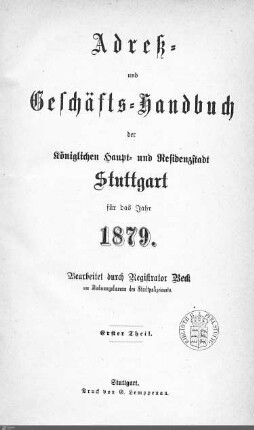 Adreß-
und
Geschäfts-Handbuch
der
Königlichen Haupt- und Residenzstadt
Stuttgart
für das Jahr
1879.
Bearbeitet durch Registrator Beck
am
Erster Theil.
Stuttgart.
Druck von G.